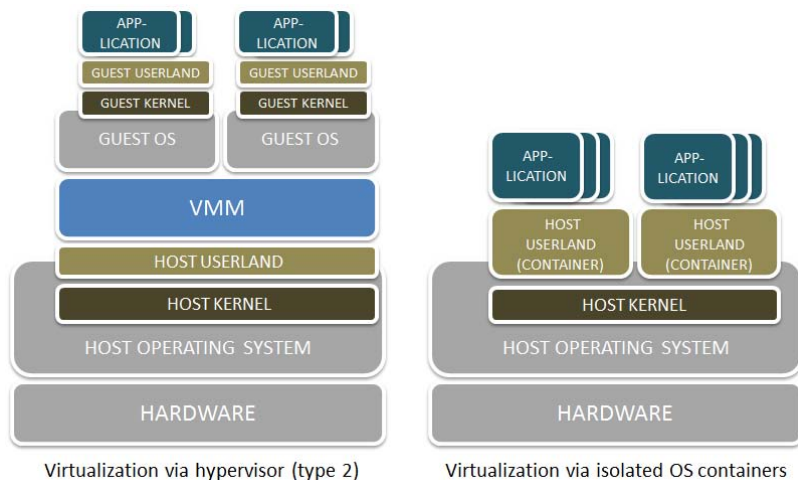 APP-
LICATION
APP-
LICATION
GUEST USERLAND
GUEST USERLAND
GUEST KERNEL
GUEST KERNEL
GUEST OS
GUEST OS
VMM
HOST USERLAND
HOST KERNEL
HOST OPERATING SYSTEM
HARDWARE
Virtualization via hypervisor (type 2)
APP-
LICATION
APP-
LICATION
HOST
USERLAND
(CONTAINER)
HOST
USERLAND
(CONTAINER)
HOST KERNEL
HOST OPERATING SYSTEM
HARDWARE
Virtualization via isolated OS containers